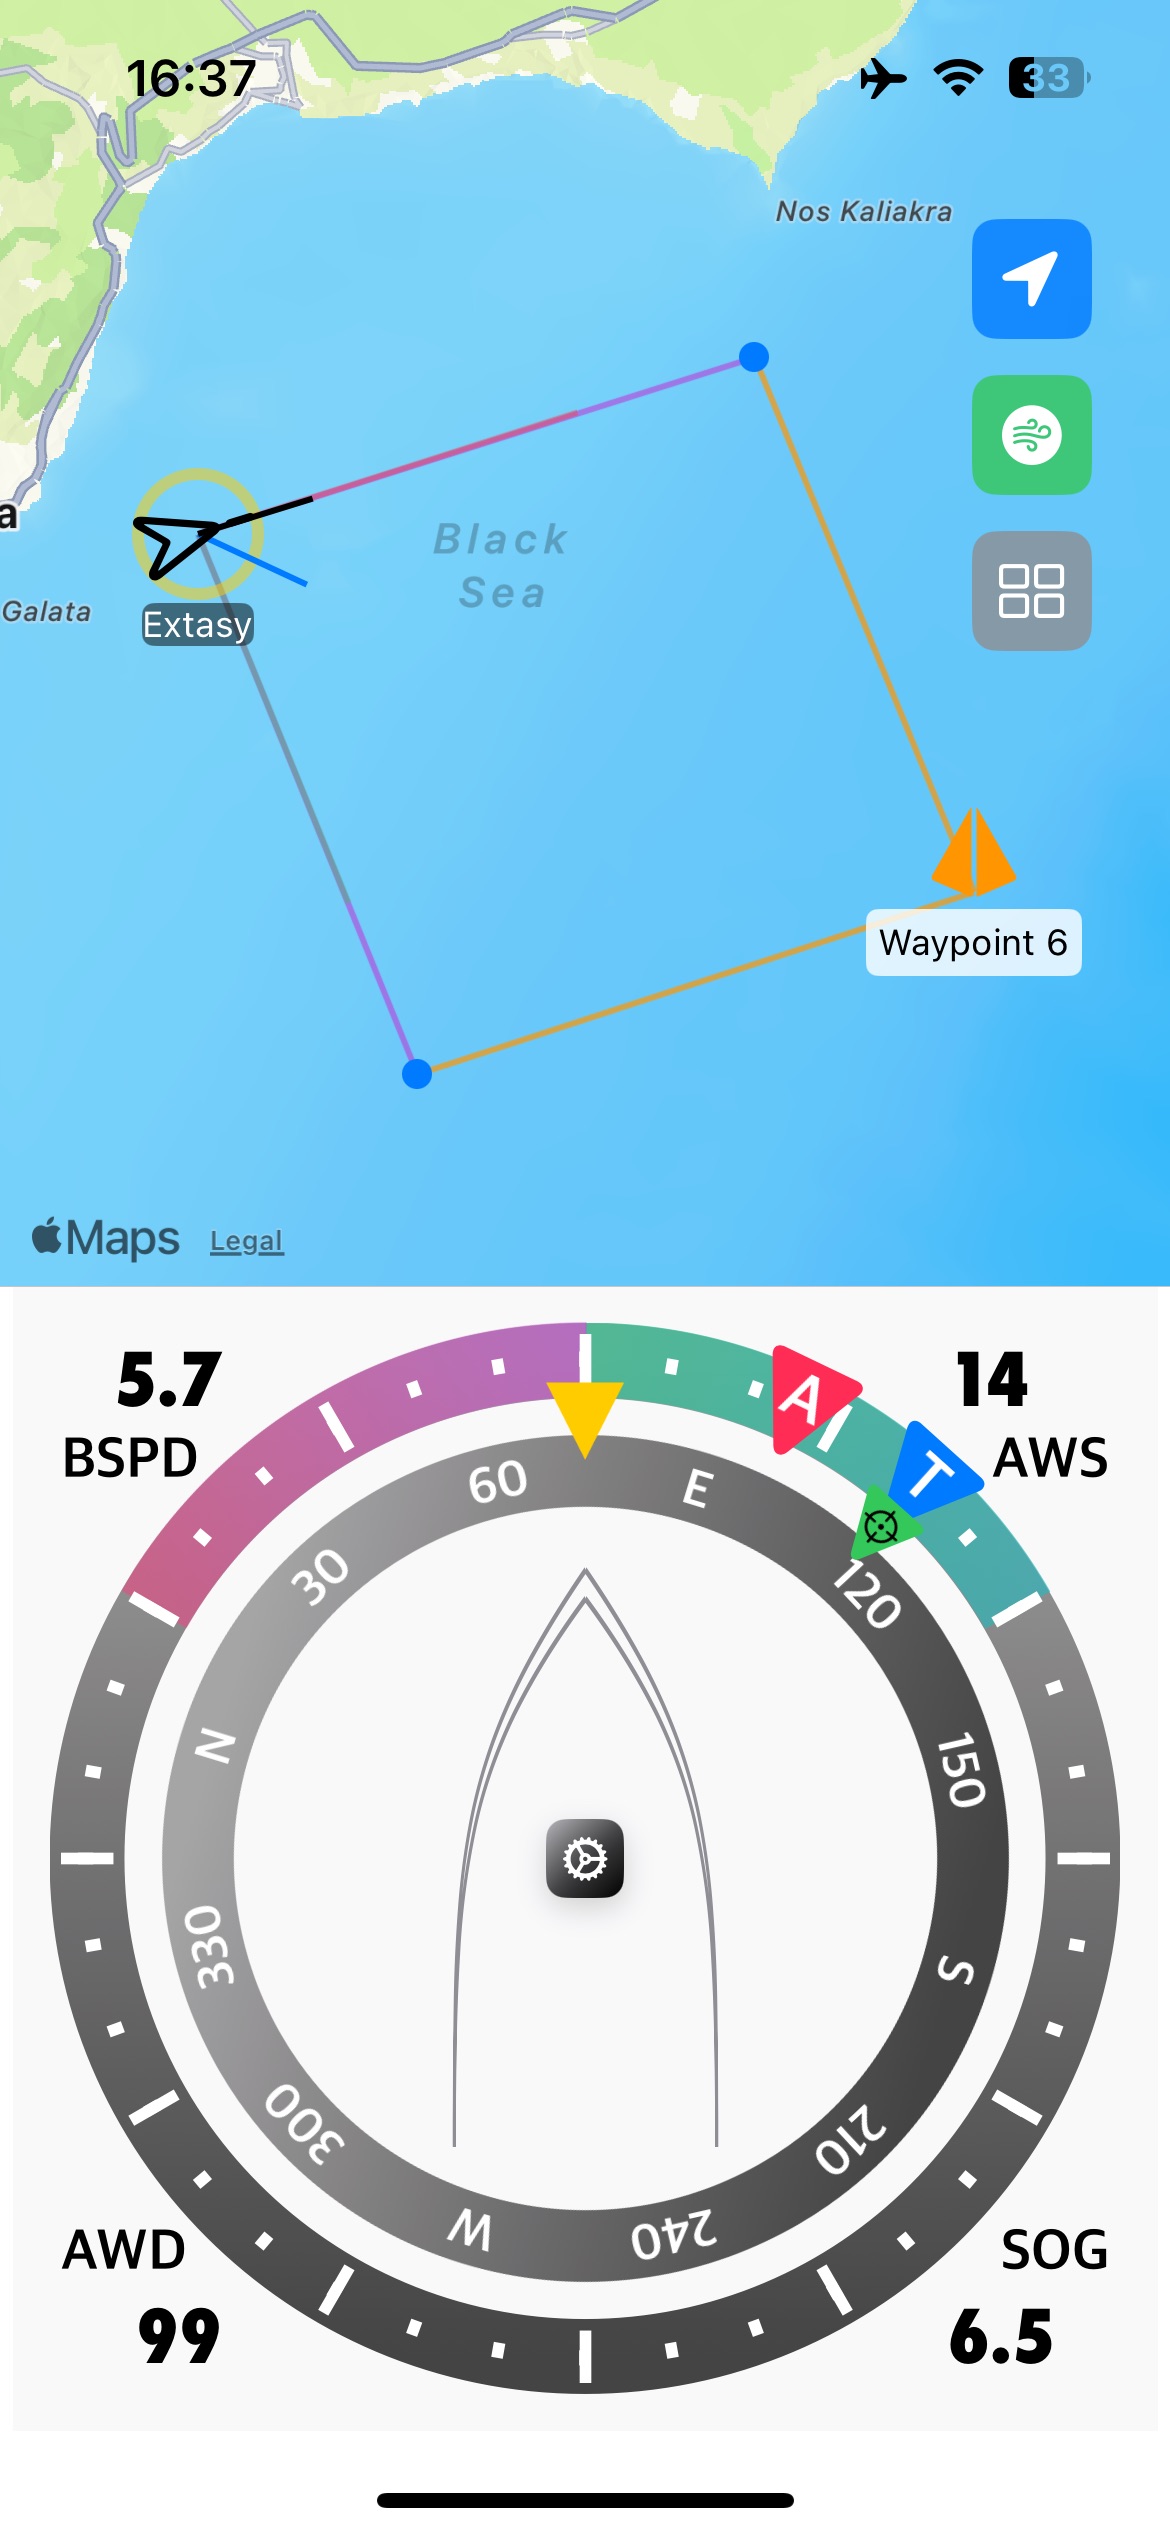 16:37
33
Nos Kaliakra
a
Black
Sea
Galata
Extasy
Waypoint 6
Maps Legal
5.7
BSPD
14
AWS
A
T
60
E
30
120
N
150
330
S
300
210
W
240
AWD
99
SOG
6.5